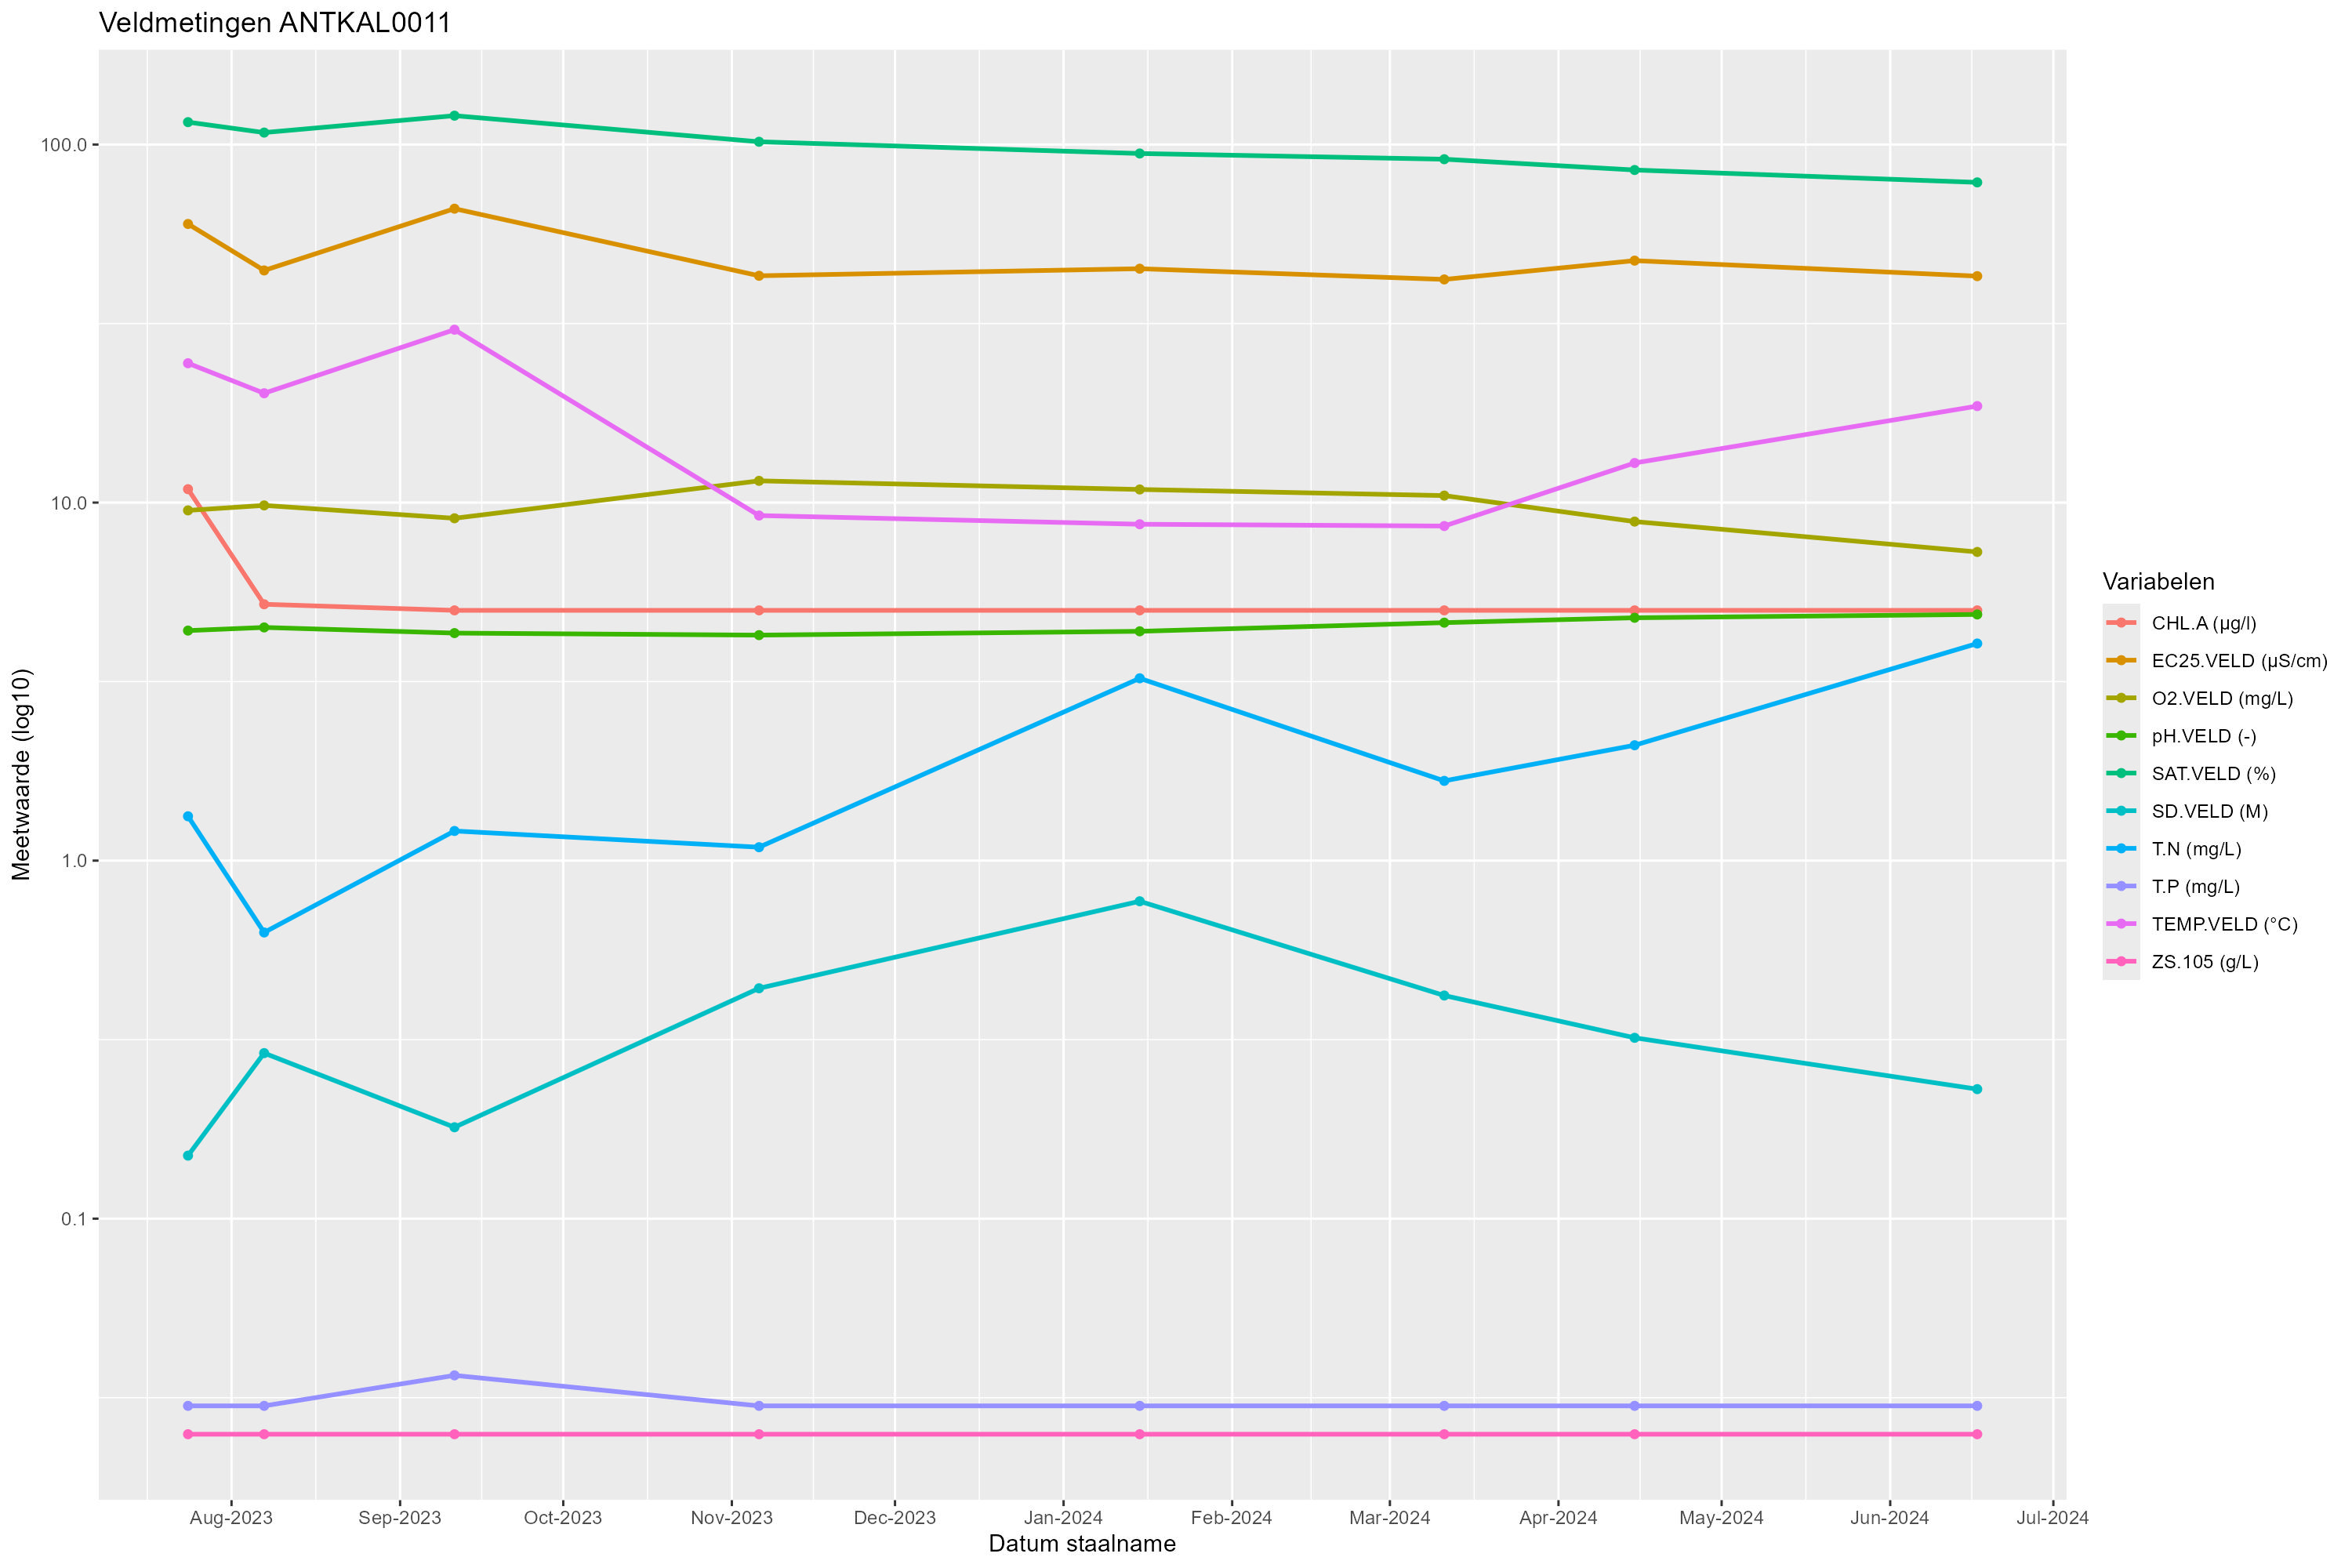 Veldmetingen ANTKAL0011
Meetwaarde (log10)
100.0
10.0
1.0
0.1
Aug-2023
Sep-2023
Oct-2023
Nov-2023
Dec-2023
Jan-2024
Feb-2024
Mar-2024
Apr-2024
May-2024
Jun-2024
Jul-2024
Datum staalname
Variabelen
CHL.A (µg/l)
EC25.VELD (µS/cm)
O2.VELD (mg/L)
pH.VELD (-)
SAT.VELD (%)
SD.VELD (M)
T.N (mg/L)
T.P (mg/L)
TEMP.VELD (°C)
ZS.105 (g/L)